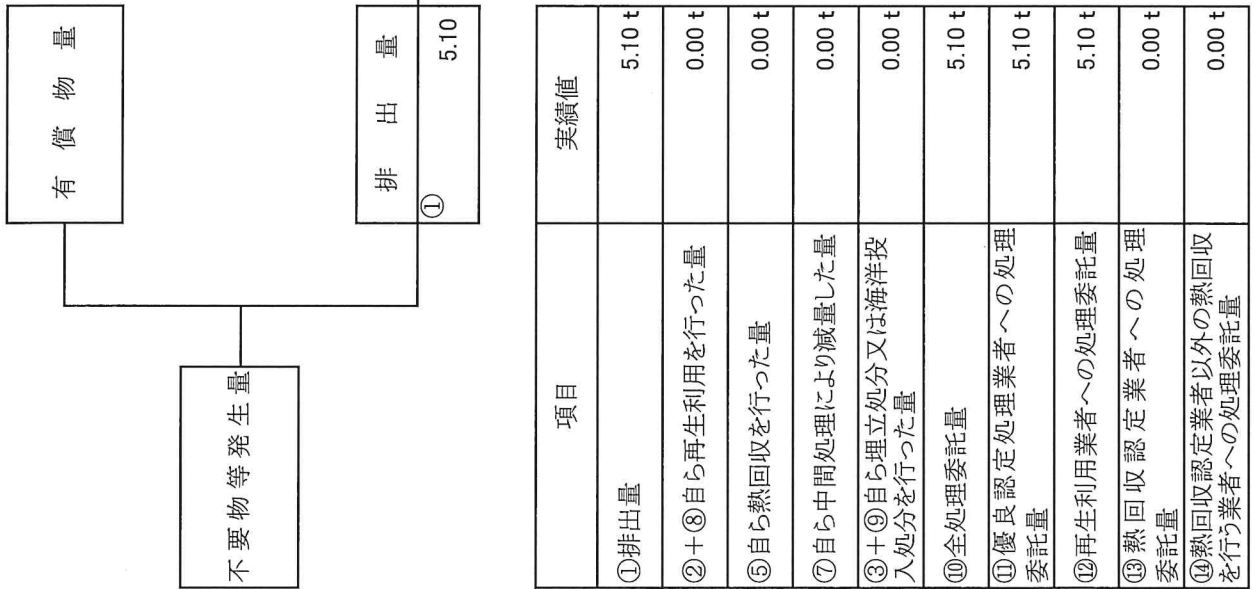 不要物等発生量
有償物量
排出量
①
5.10
項目
実績値
①排出量
5.10 t
②＋⑧自ら再生利用を行った量
0.00 t
⑤自ら熱回収を行った量
0.00 t
⑦自ら中間処理により減量した量
0.00 t
③＋⑨自ら埋立処分又は海洋投
入処分を行った量
0.00 t
⑩全処理委託量
5.10 t
⑪優良認定処理業者への処理
委託量
5.10 t
⑫再生利用業者への処理委託量
5.10 t
⑬熱回収認定業者への処理
委託量
0.00 t
⑭熱回収認定業者以外の熱回収
を行う業者への処理委託量
0.00 t